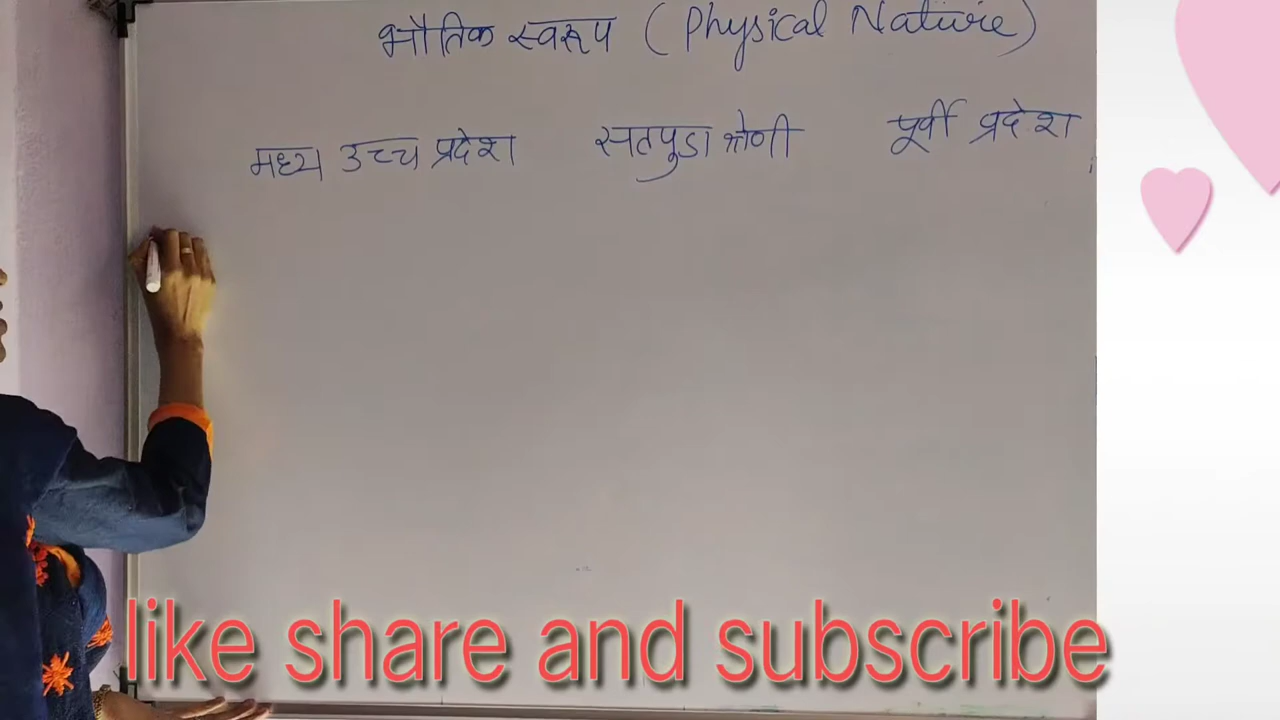 भौतिक स्वरूप (Physical Nature)
मध्य उच्च प्रदेश सतपुडा श्रेणी पूर्वी प्रदेश
like share and subscribe